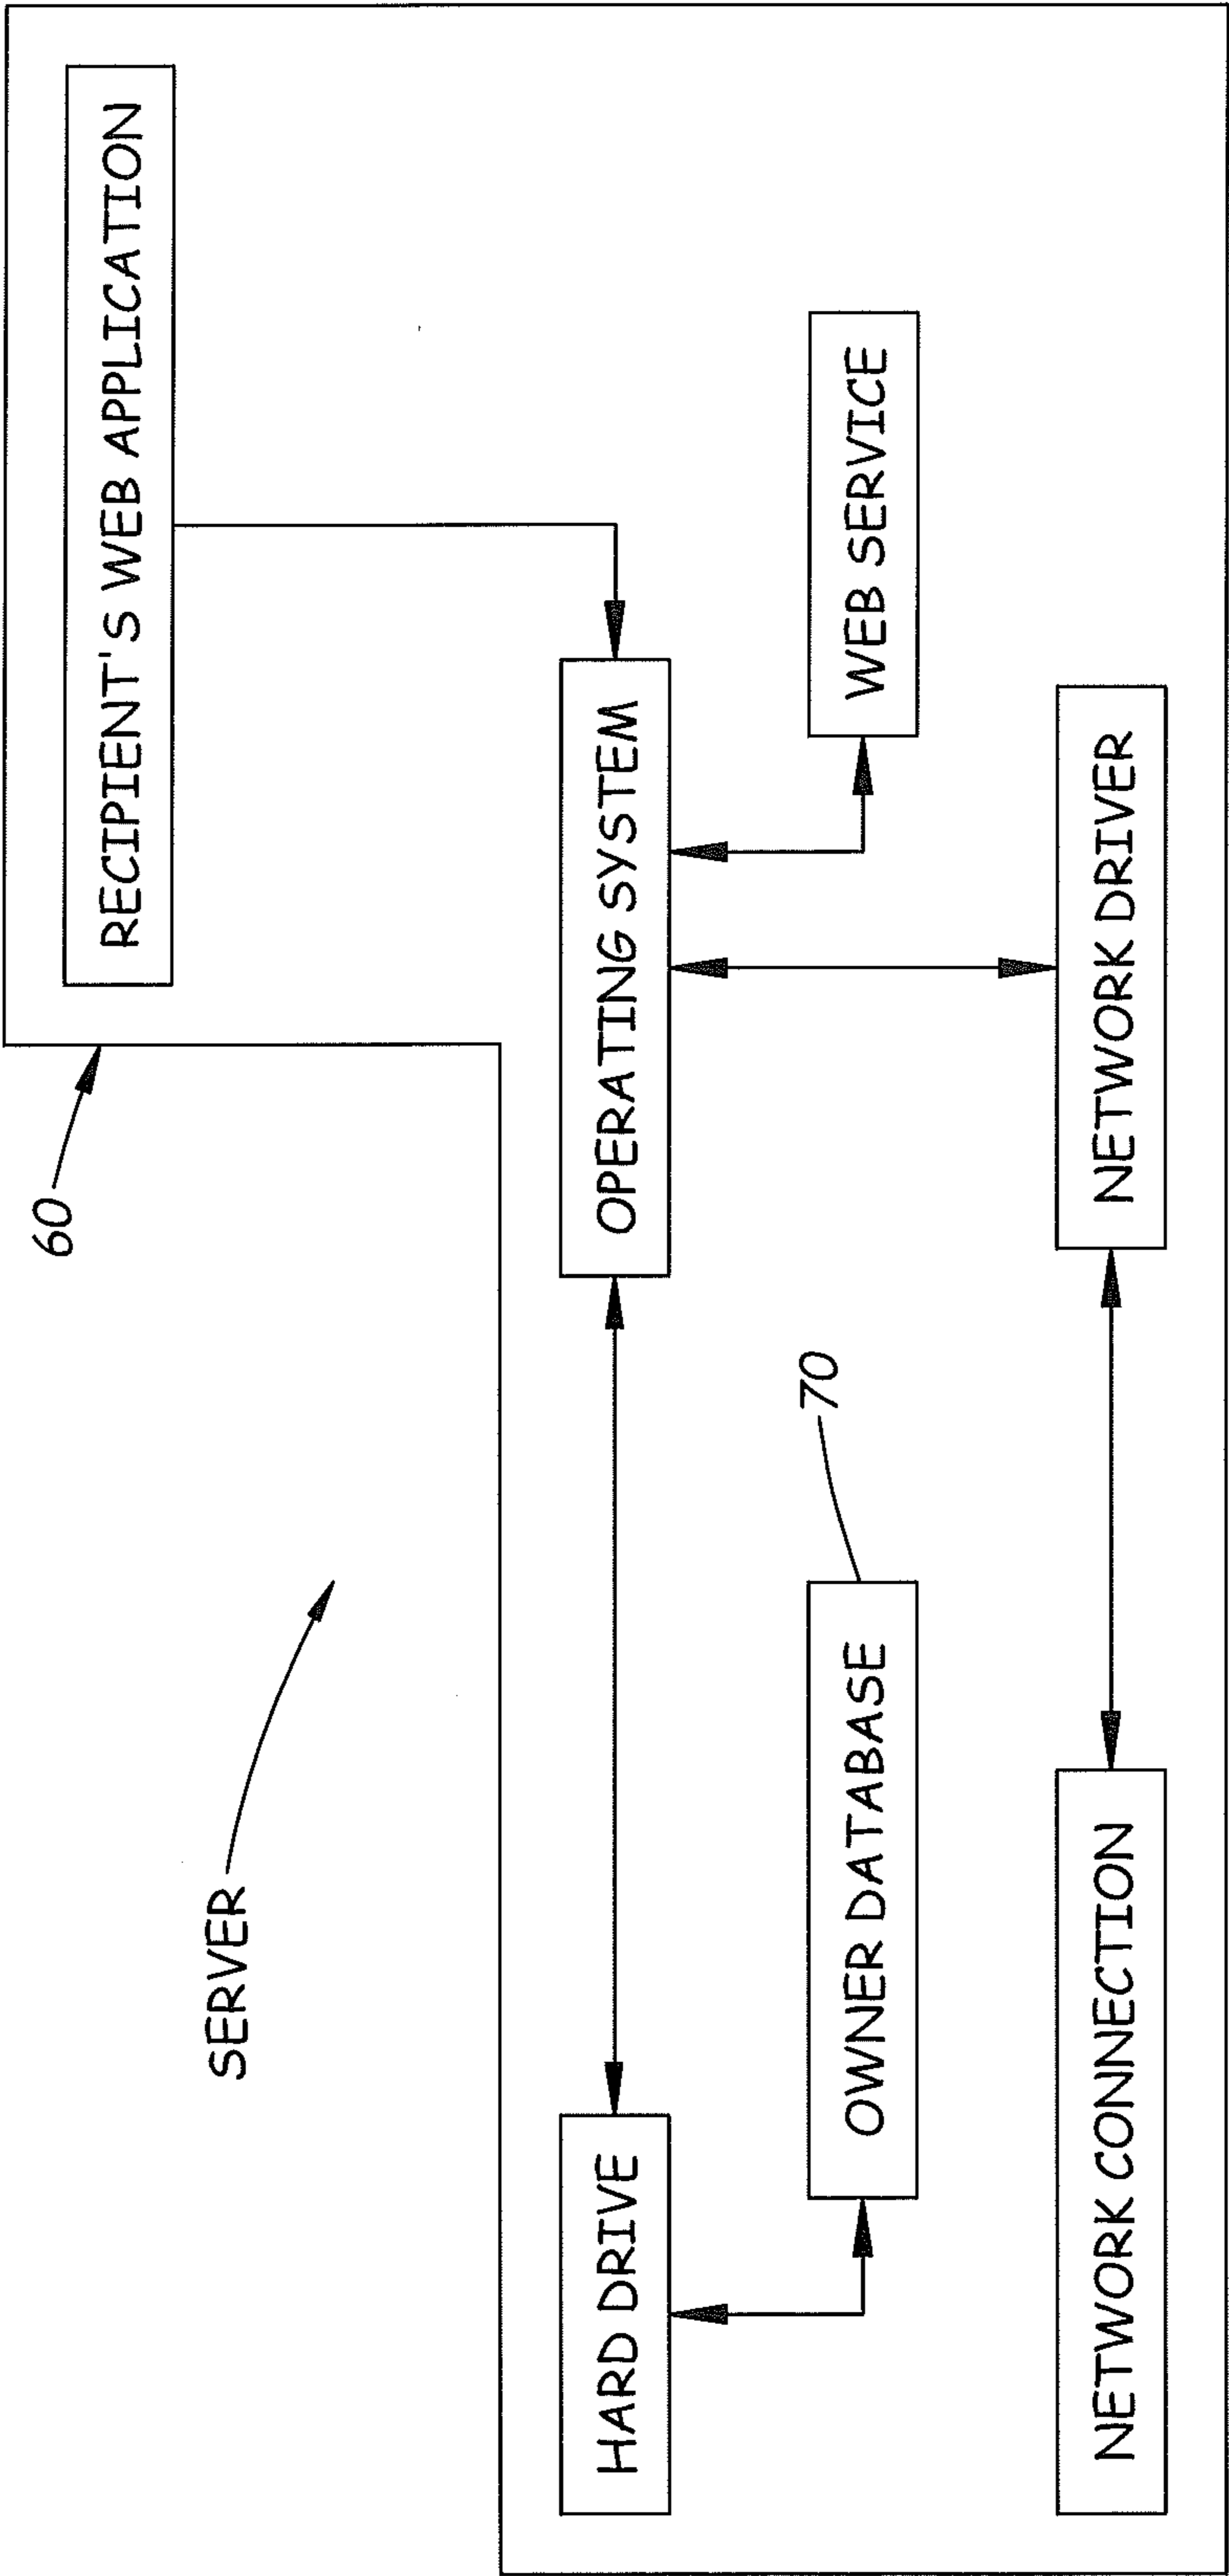 RECIPIENT'S WEB APPLICATION
60
SERVER
HARD DRIVE
OPERATING SYSTEM
OWNER DATABASE
70
WEB SERVICE
NETWORK CONNECTION
NETWORK DRIVER